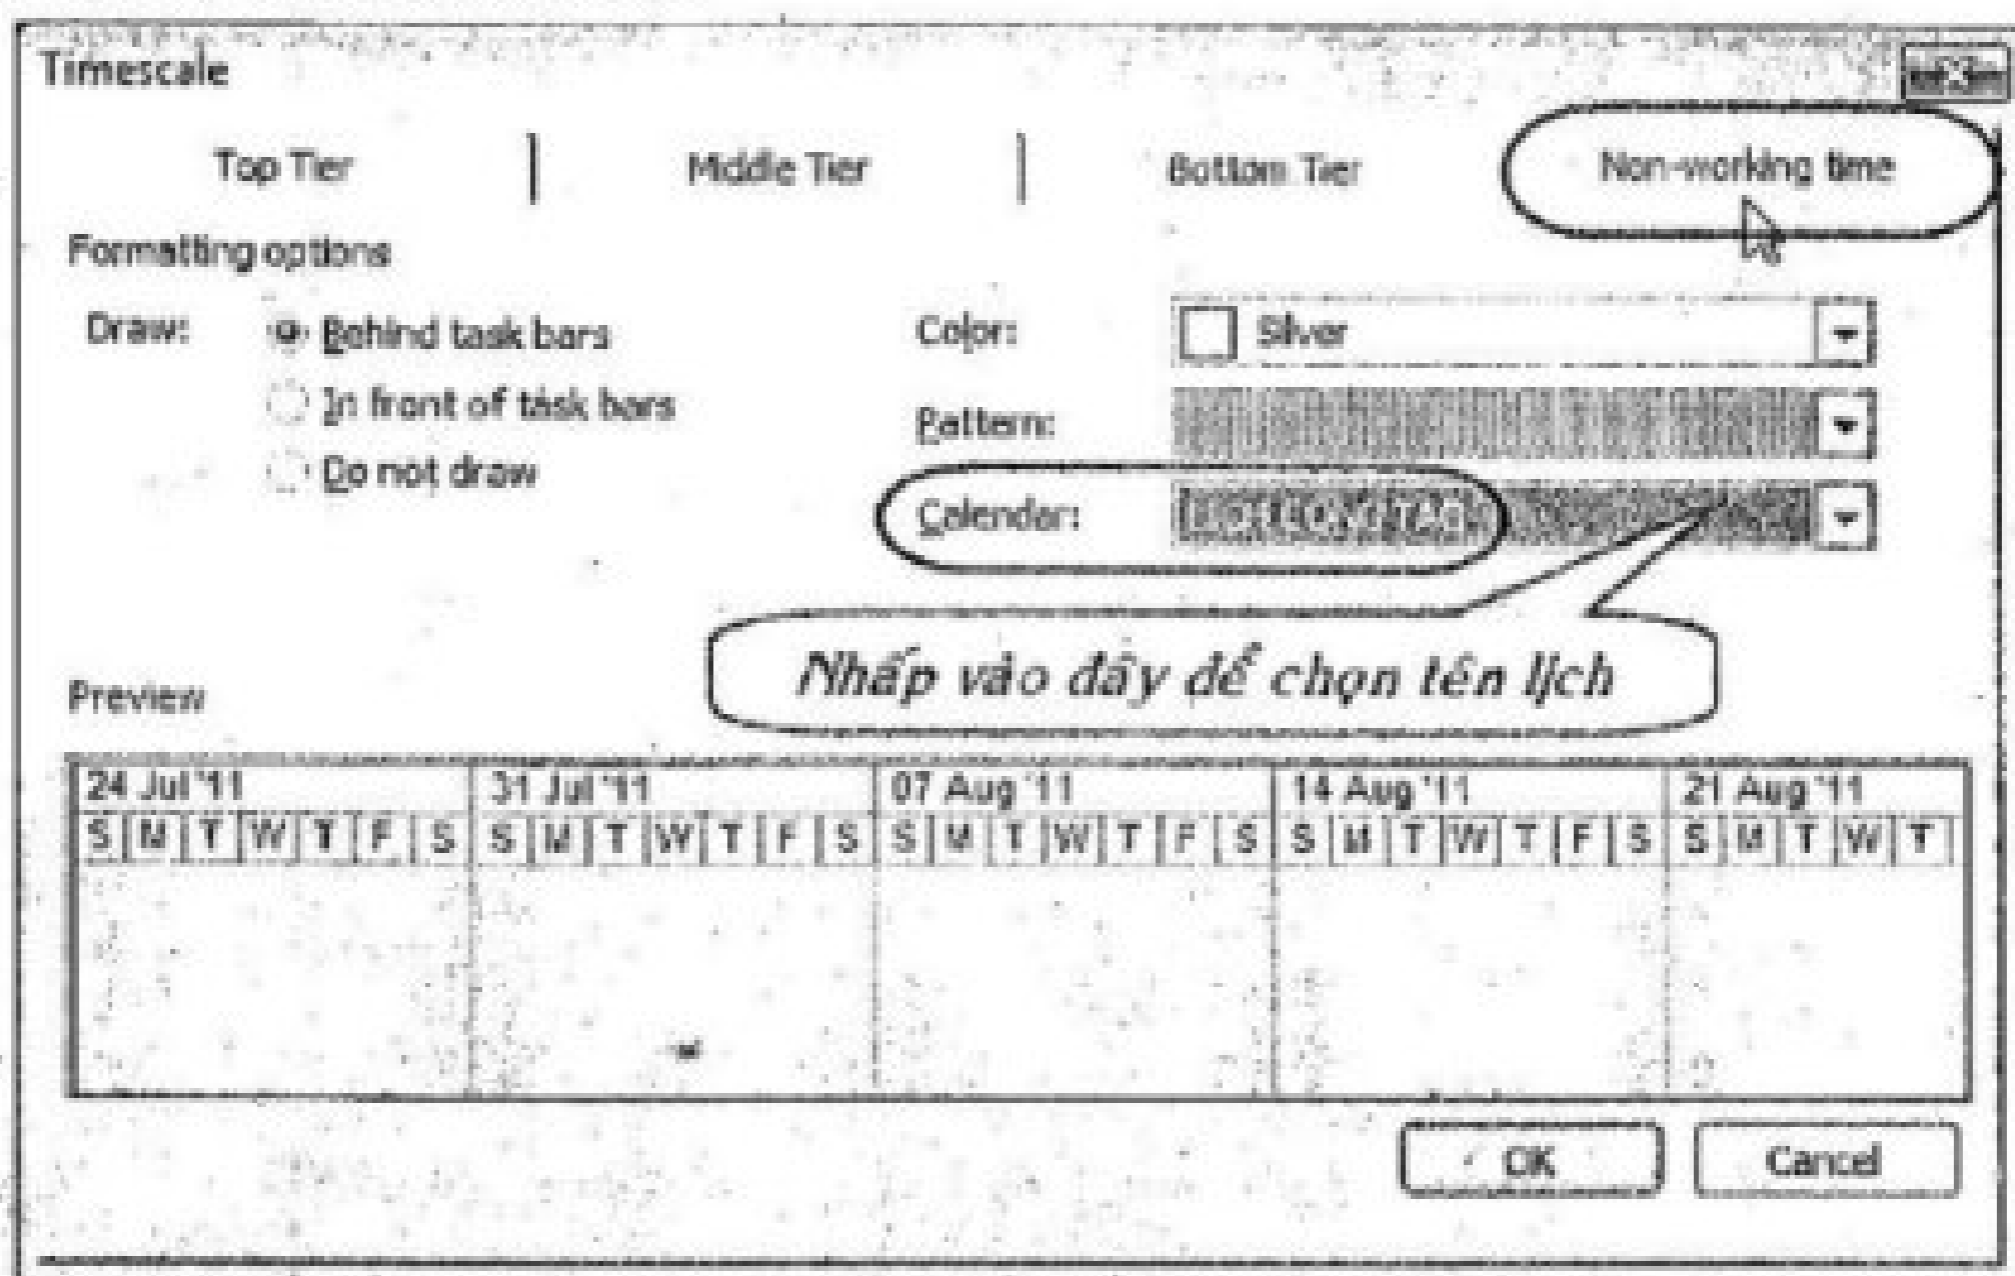 Timescale
Top Tier | Middle Tier | Bottom Tier Non-working time
Formatting options
Draw: Behind task bars Color: Silver
In front of task bars Pattern:
Do not draw Calendar:
Nhấp vào đây để chọn tên lịch
Preview
24 Jul '11 31 Jul '11 07 Aug '11 14 Aug '11 21 Aug '11
S M T W T F S S M T W T F S S M T W T F S S M T W T F S S M T W T
OK Cancel